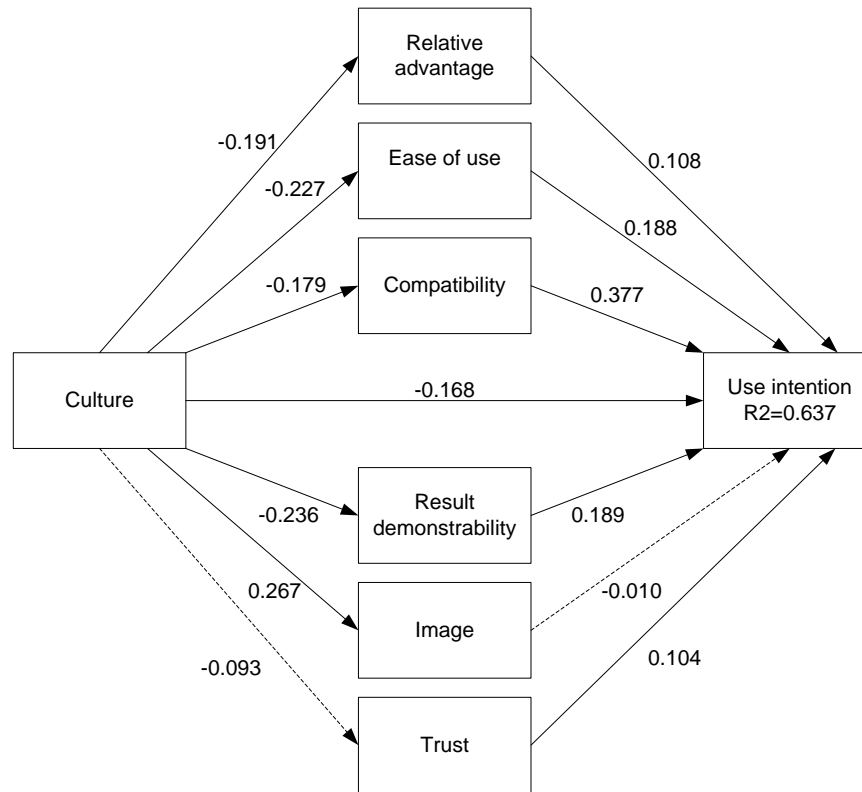 Relative
advantage
-0.191
0.108
Ease of use
-0.227
0.188
Compatibility
-0.179
0.377
Culture
-0.168
Use intention
R2=0.637
Result
demonstrability
-0.236
0.189
0.267
Image
-0.010
-0.093
0.104
Trust